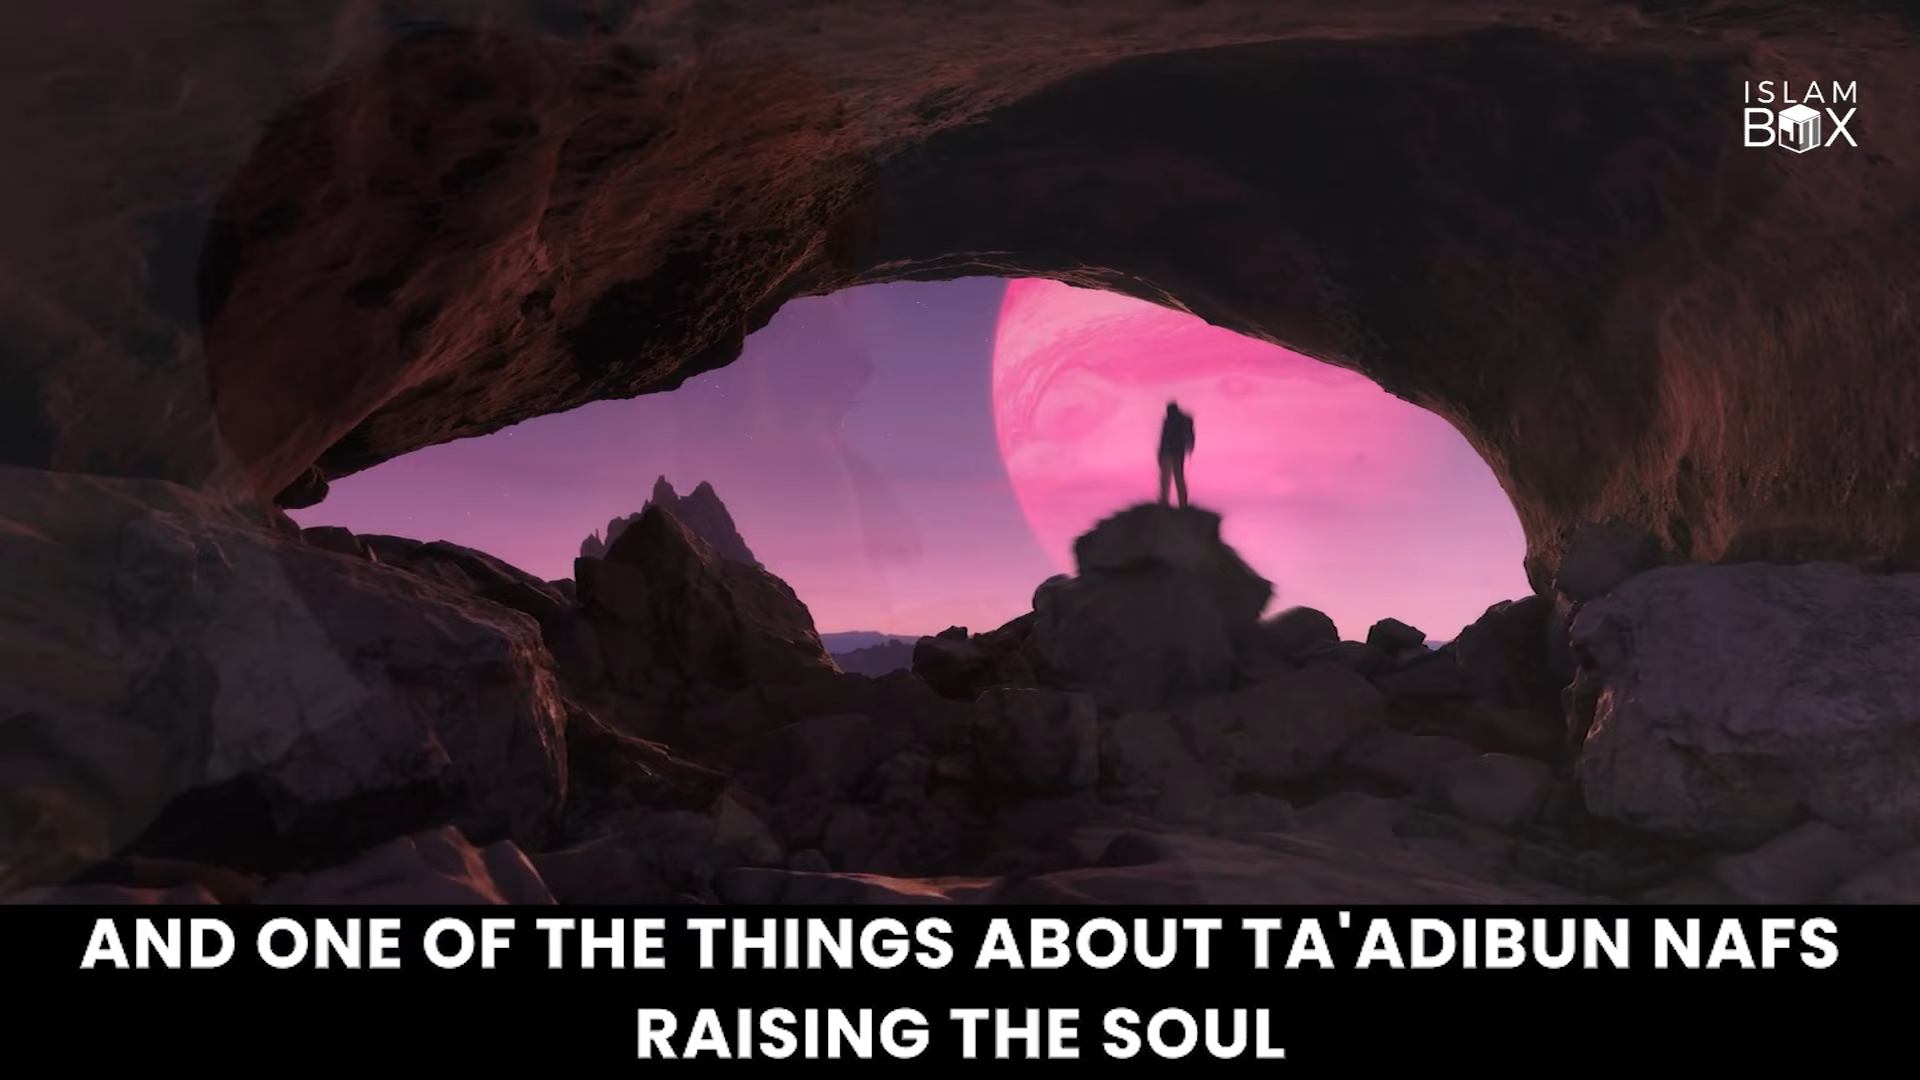 ISLAM
BOX
AND ONE OF THE THINGS ABOUT TA'ADIBUN NAFS
RAISING THE SOUL